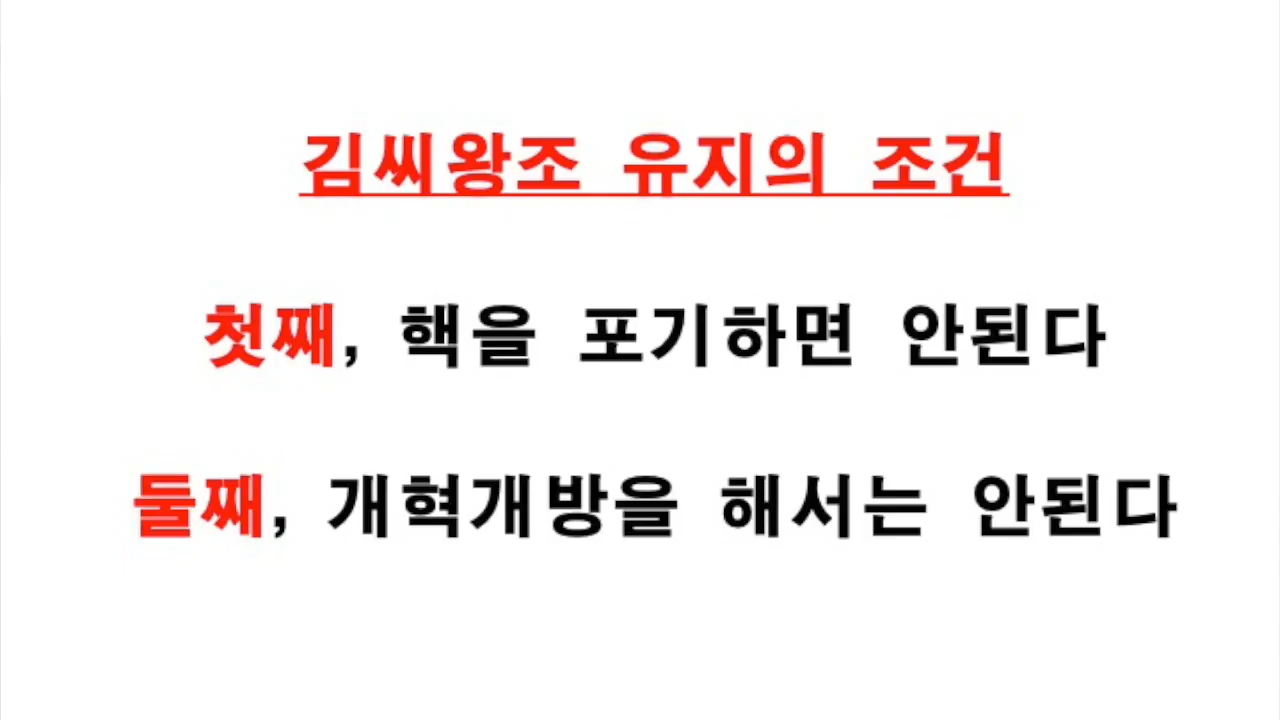 김씨왕조 유지의 조건
첫째, 핵을 포기하면 안된다
둘째, 개혁개방을 해서는 안된다